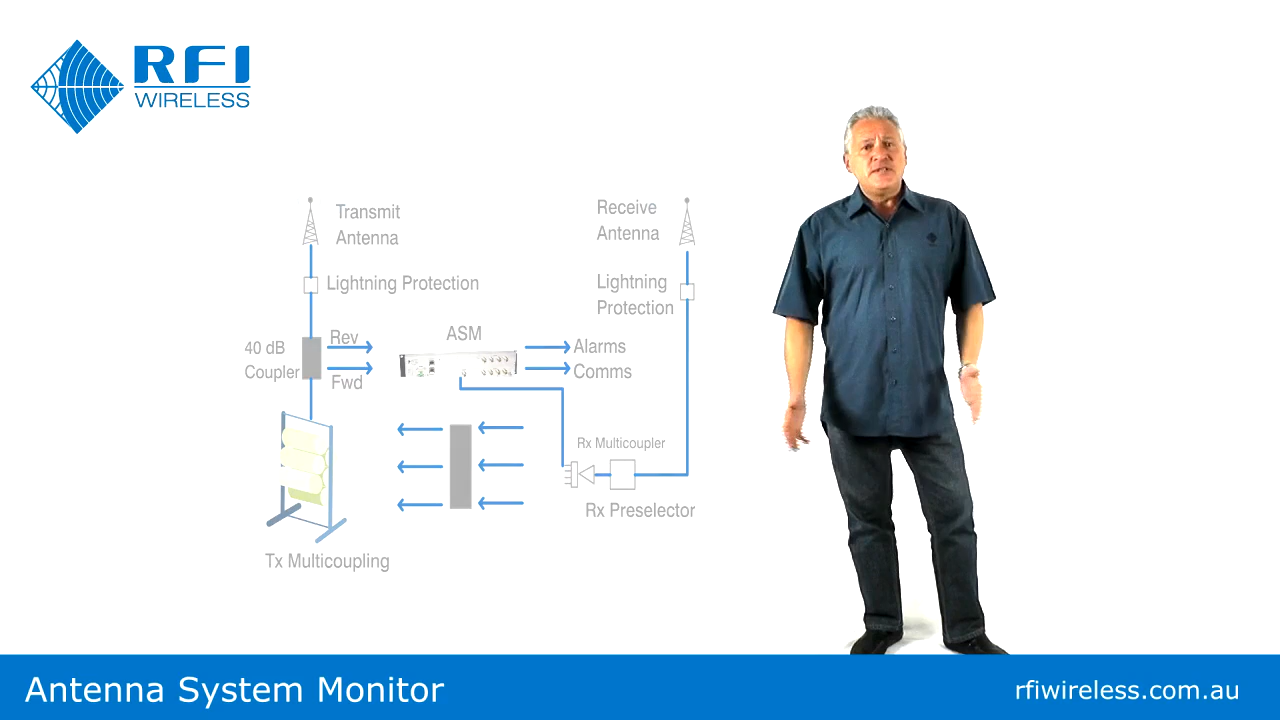 RFI
WIRELESS
Transmit
Antenna
Receive
Antenna
Lightning Protection
Lightning
Protection
40 dB
Coupler
Rev
Fwd
ASM
Alarms
Comms
Rx Multicoupler
Rx Preselector
Tx Multicoupling
Antenna System Monitor
rfiwireless.com.au